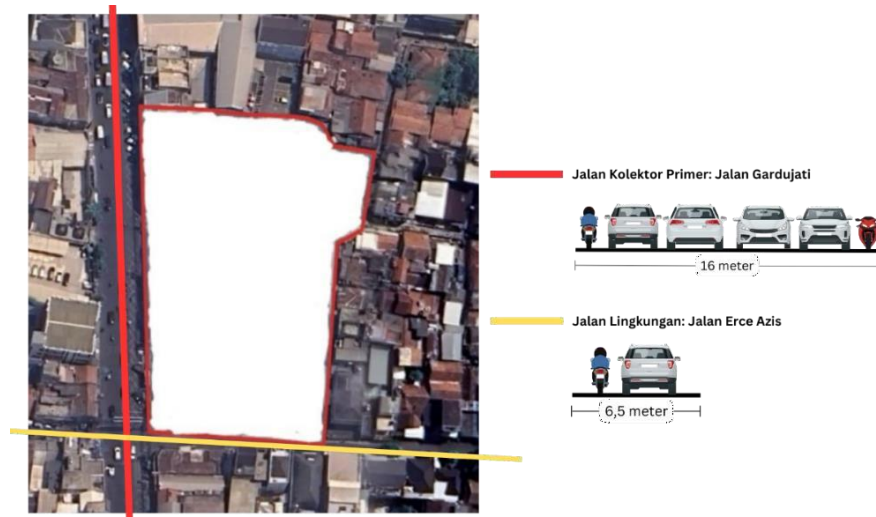 Jalan Kolektor Primer: Jalan Gardujati
16 meter
Jalan Lingkungan: Jalan Erce Azis
6,5 meter